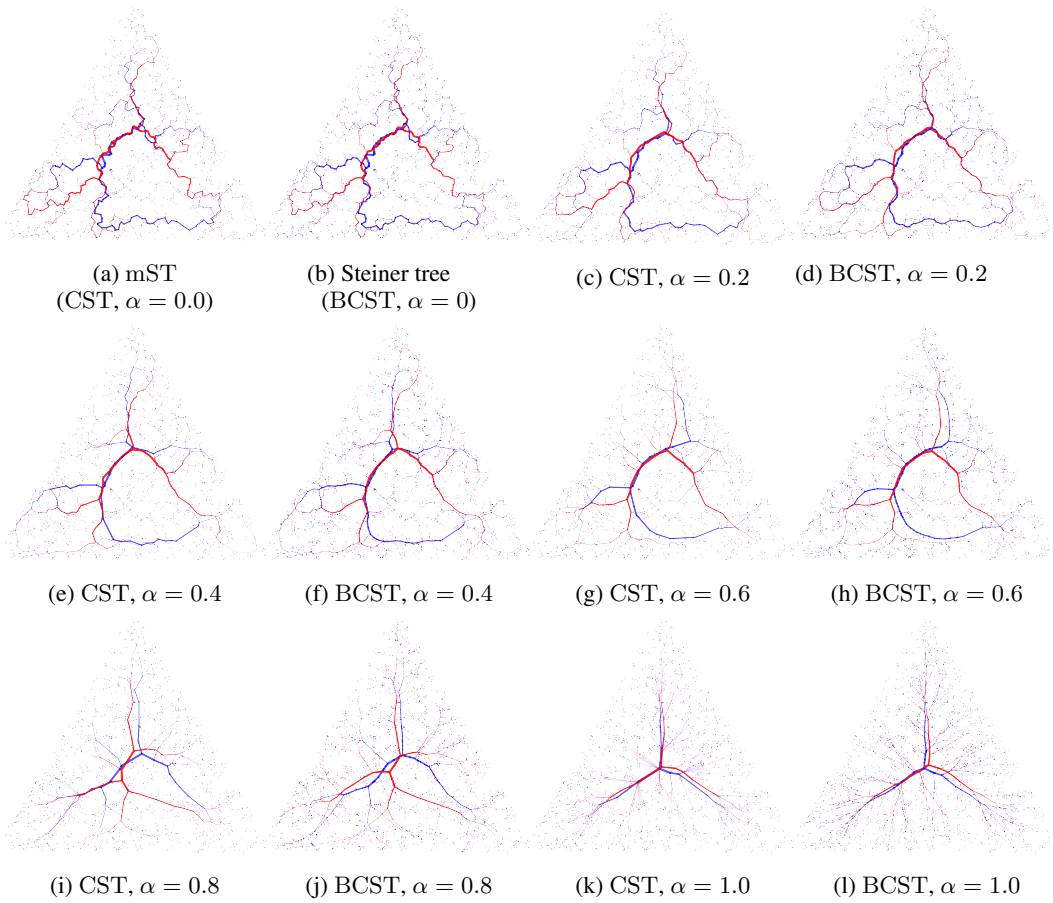 (a) mST
(CST, α = 0.0)
(b) Steiner tree
(BCST, α = 0)
(c) CST, α = 0.2
(d) BCST, α = 0.2
(e) CST, α = 0.4
(f) BCST, α = 0.4
(g) CST, α = 0.6
(h) BCST, α = 0.6
(i) CST, α = 0.8
(j) BCST, α = 0.8
(k) CST, α = 1.0
(l) BCST, α = 1.0